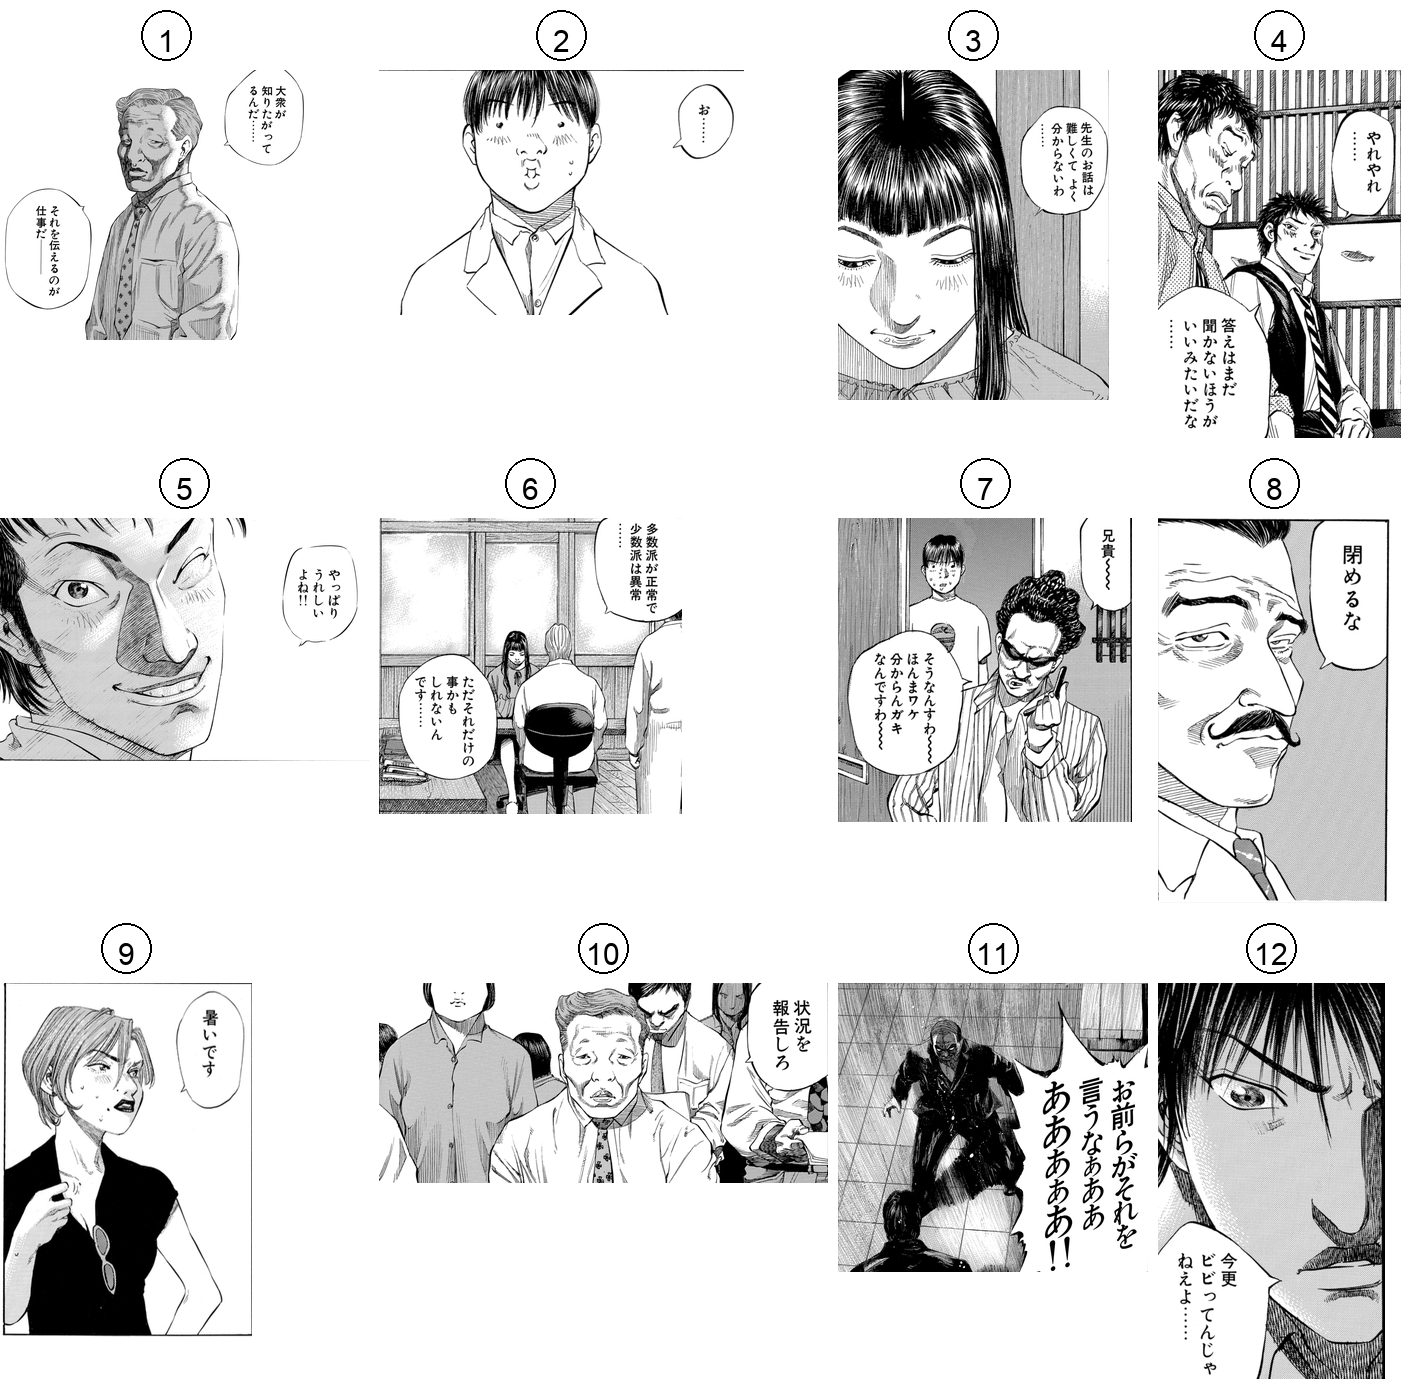 1
大衆が
知りたがって
るんだ……
それを伝えるのが
仕事だ――
2
お……
3
先生のお話は
難しくて よく
分からないわ
……
4
やれやれ
……
答えはまだ
聞かないほうが
いいみたいだな
……
5
やっぱり
うれしい
よね!!
6
多数派が正常で
少数派は異常
……
ただそれだけの
事かも
しれないん
です……
7
兄貴〜〜〜
そうなんすわ〜〜
ほんまワケ
分からんガキ
なんですわ〜〜
8
閉めるな
9
暑いです
10
状況を
報告しろ
11
お前らがそれを
言うなぁぁぁ
あああああ!!
12
今更
ビビってんじゃ
ねえよ……